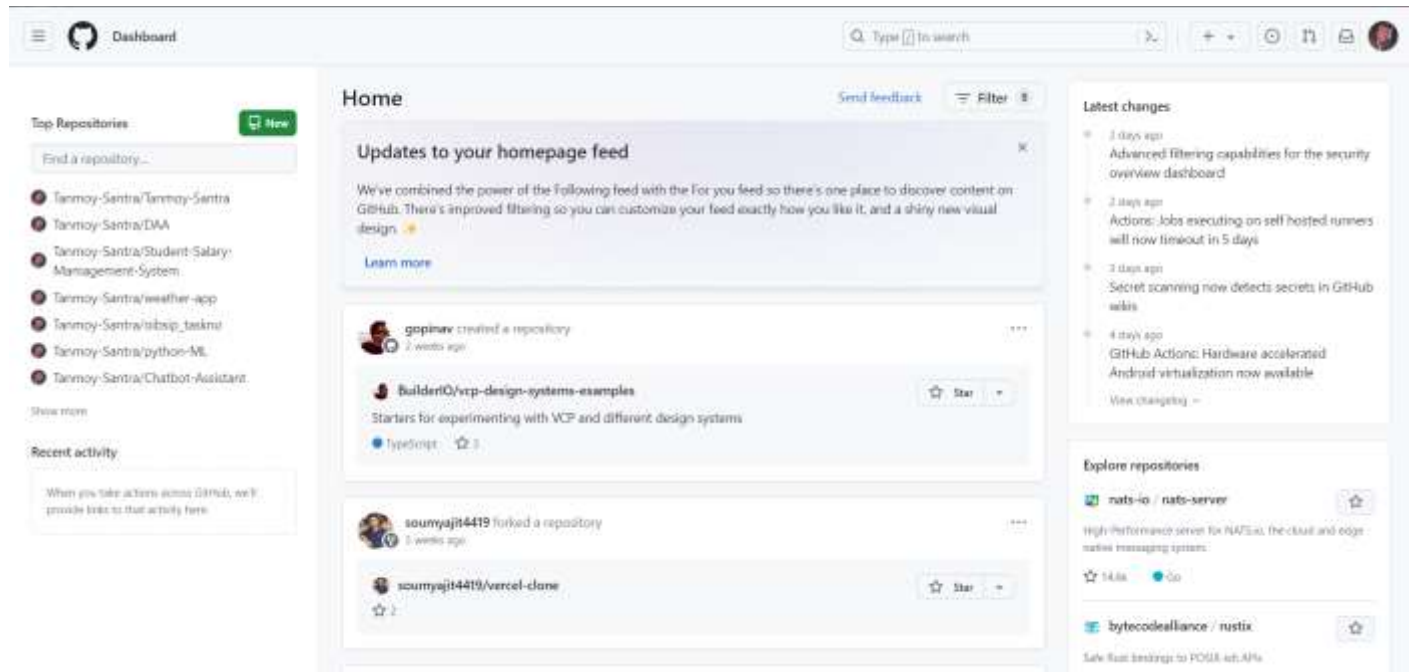 Dashboard
Type / to search
Top Repositories
New
Find a repository...
Tanmoy-Santra/Tanmoy-Santra
Tanmoy-Santra/DAA
Tanmoy-Santra/Student-Salary-
Management-System
Tanmoy-Santra/weather-app
Tanmoy-Santra/
Tanmoy-Santra/python-ML
Tanmoy-Santra/Chatbot-Assistant
Show more
Recent activity
When you take actions across GitHub, we'll
provide links to that activity here.
Home
Send feedback
Filter 8
Updates to your homepage feed
We've combined the power of the Following feed with the For you feed so there's one place to discover content on
GitHub. There's improved filtering so you can customize your feed exactly how you like it, and a shiny new visual
design. ✨
Learn more
gopinav created a repository
2 weeks ago
BuilderIO/vcp-design-systems-examples
Star
Starters for experimenting with VCP and different design systems
TypeScript 3
soumyajit4419 forked a repository
3 weeks ago
soumyajit4419/vercel-clone
Star
2
Latest changes
days ago
Advanced filtering capabilities for the security
overview dashboard
2 days ago
Actions: Jobs executing on self hosted runners
will now timeout in 5 days
3 days ago
Secret scanning now detects secrets in GitHub
wikis
4 days ago
GitHub Actions: Hardware accelerated
Android virtualization now available
View changelog →
Explore repositories
nats-io / nats-server
High-Performance server for NATS.io, the cloud and edge
native messaging system.
14.6k Go
bytecodealliance / rustix
Safe Rust bindings to POSIX-ish APIs